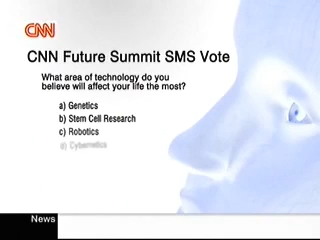 CNN
CNN Future Summit SMS Vote
What area of technology do you
believe will affect your life the most?
a) Genetics
b) Stem Cell Research
c) Robotics
a) Cybernetics
News